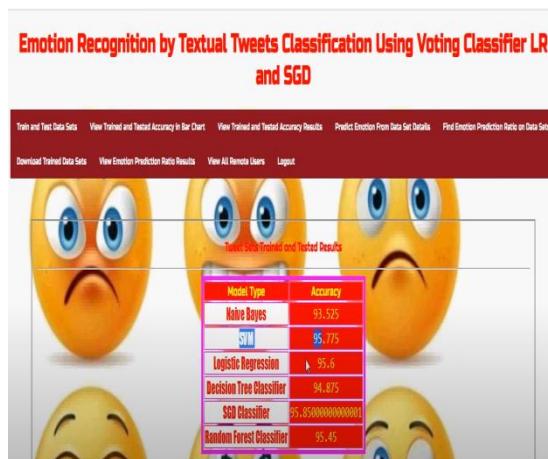 Emotion Recognition by Textual Tweets Classification Using Voting Classifier LR
and SGD
Train and Test Data Sets View Trained and Tested Accuracy in Bar Chart View Trained and Tested Accuracy Results Predict Emotion From Data Set Details Find Emotion Prediction Ratio on Data Sets
Download Trained Data Sets View Emotion Prediction Ratio Results View All Remote Users Logout
Tweet Sets Trained and Tested Results
Model Type Accuracy
Naive Bayes 93.525
SVM 95.775
Logistic Regression 95.6
Decision Tree Classifier 94.875
SGD Classifier 95.85000000000001
Random Forest Classifier 95.45